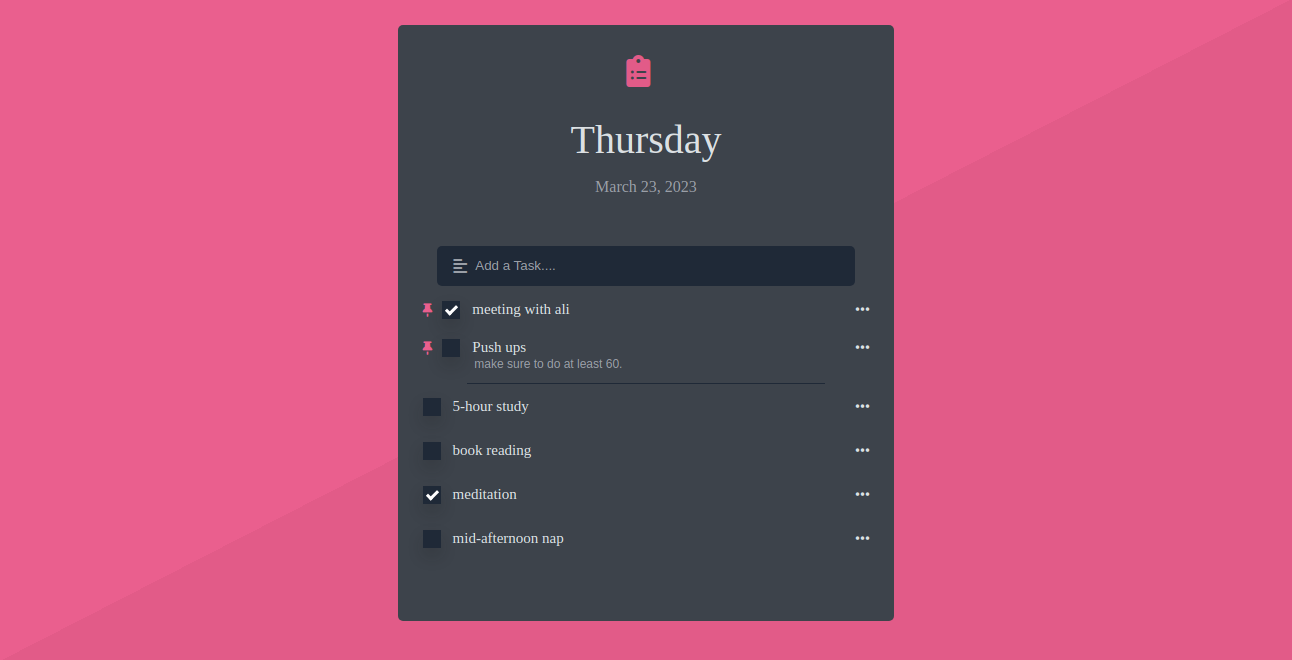 Thursday
March 23, 2023
Add a Task....
meeting with ali
Push ups
make sure to do at least 60.
5-hour study
book reading
meditation
mid-afternoon nap